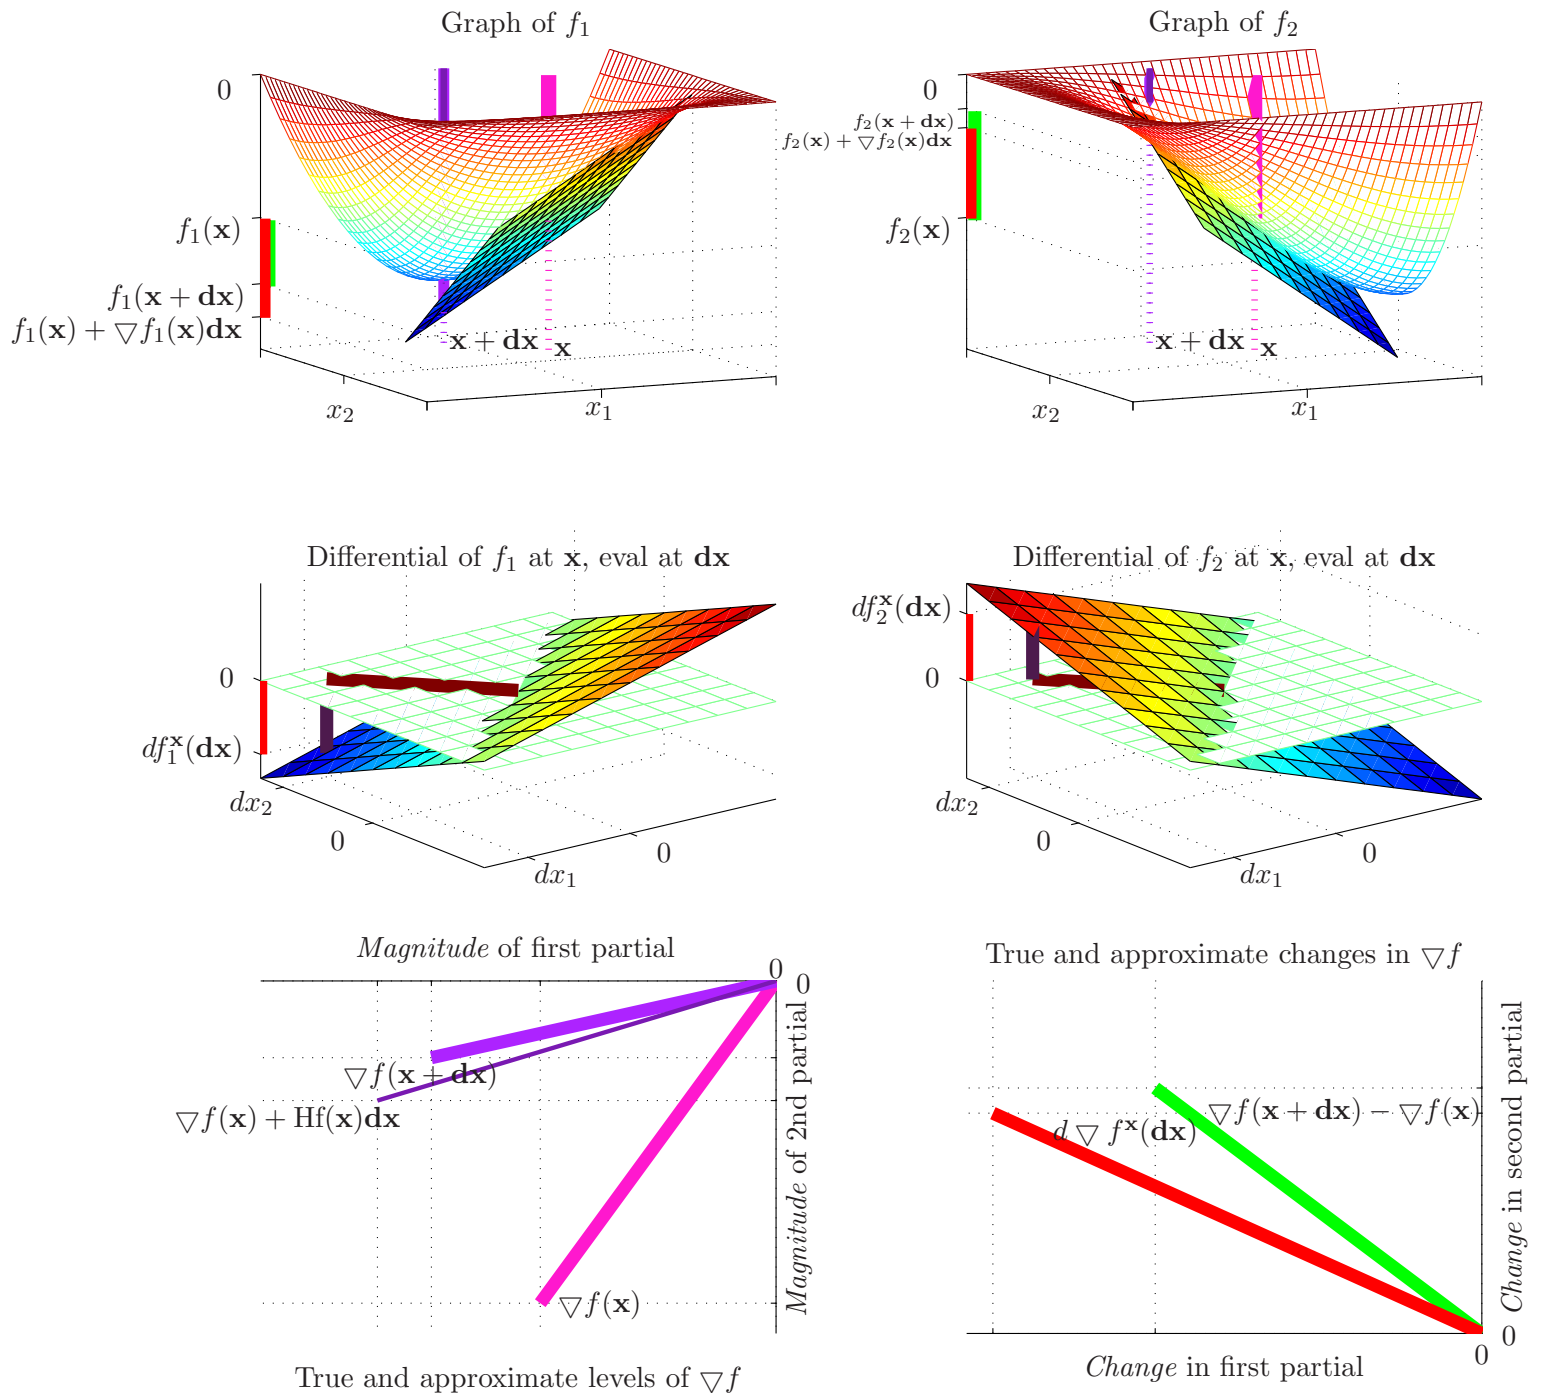 Graph of f₁
0
f₁(𝐱)
f₁(𝐱 + 𝐝𝐱)
f₁(𝐱) + ▽f₁(𝐱)𝐝𝐱
𝐱 + 𝐝𝐱
𝐱
x₂
x₁
Graph of f₂
0
f₂(𝐱 + 𝐝𝐱)
f₂(𝐱) + ▽f₂(𝐱)𝐝𝐱
f₂(𝐱)
𝐱 + 𝐝𝐱
𝐱
x₂
x₁
Differential of f₁ at 𝐱, eval at 𝐝𝐱
0
df₁^𝐱(𝐝𝐱)
dx₂
0
dx₁
0
Differential of f₂ at 𝐱, eval at 𝐝𝐱
df₂^𝐱(𝐝𝐱)
0
dx₂
0
dx₁
0
Magnitude of first partial
0
0
▽f(𝐱 + 𝐝𝐱)
▽f(𝐱) + Hf(𝐱)𝐝𝐱
▽f(𝐱)
Magnitude of 2nd partial
True and approximate levels of ▽f
True and approximate changes in ▽f
▽f(𝐱 + 𝐝𝐱) − ▽f(𝐱)
d ▽ f^𝐱(𝐝𝐱)
Change in second partial
0
0
Change in first partial